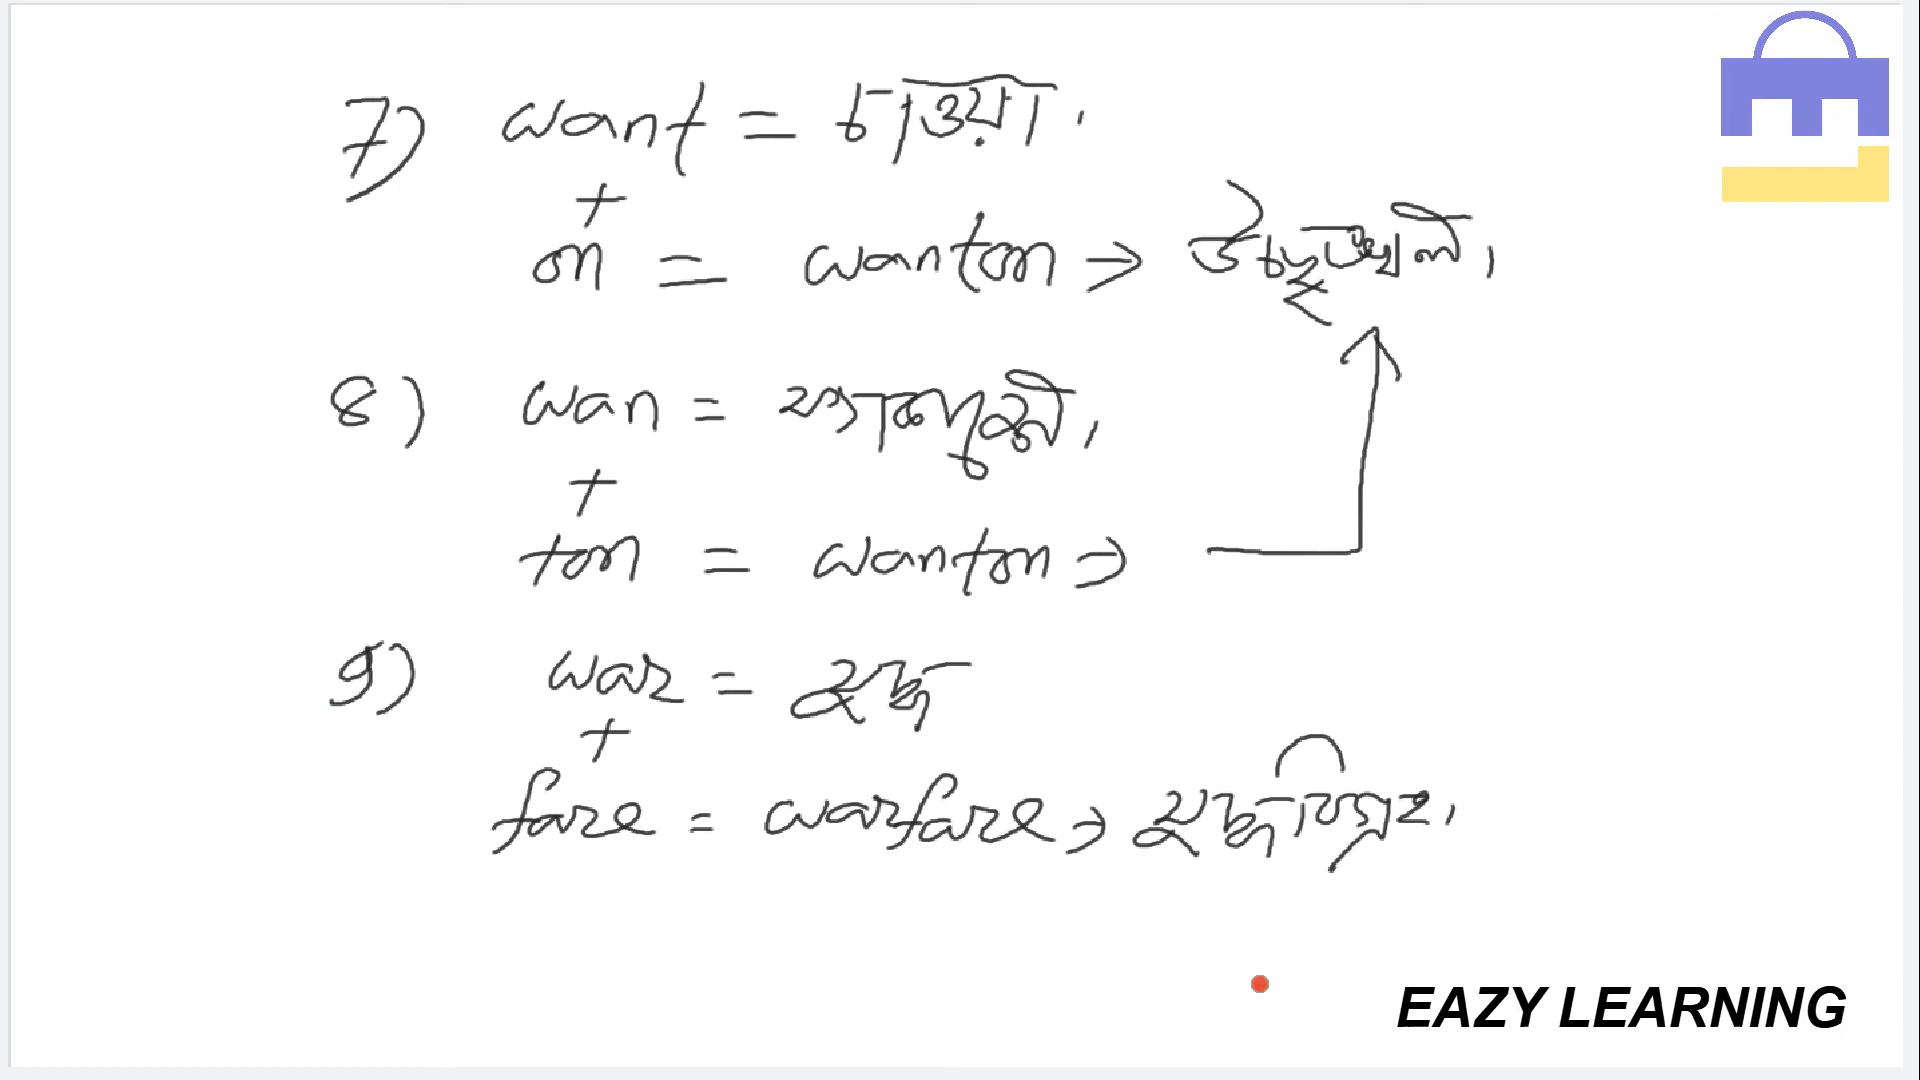 7) want = চাওয়া।
+
on = wanton → উচ্ছৃঙ্খল।
8) wan =
+
ton = wanton →
9) war = যুদ্ধ
+
fare = warfare → যুদ্ধবিগ্রহ।
EAZY LEARNING